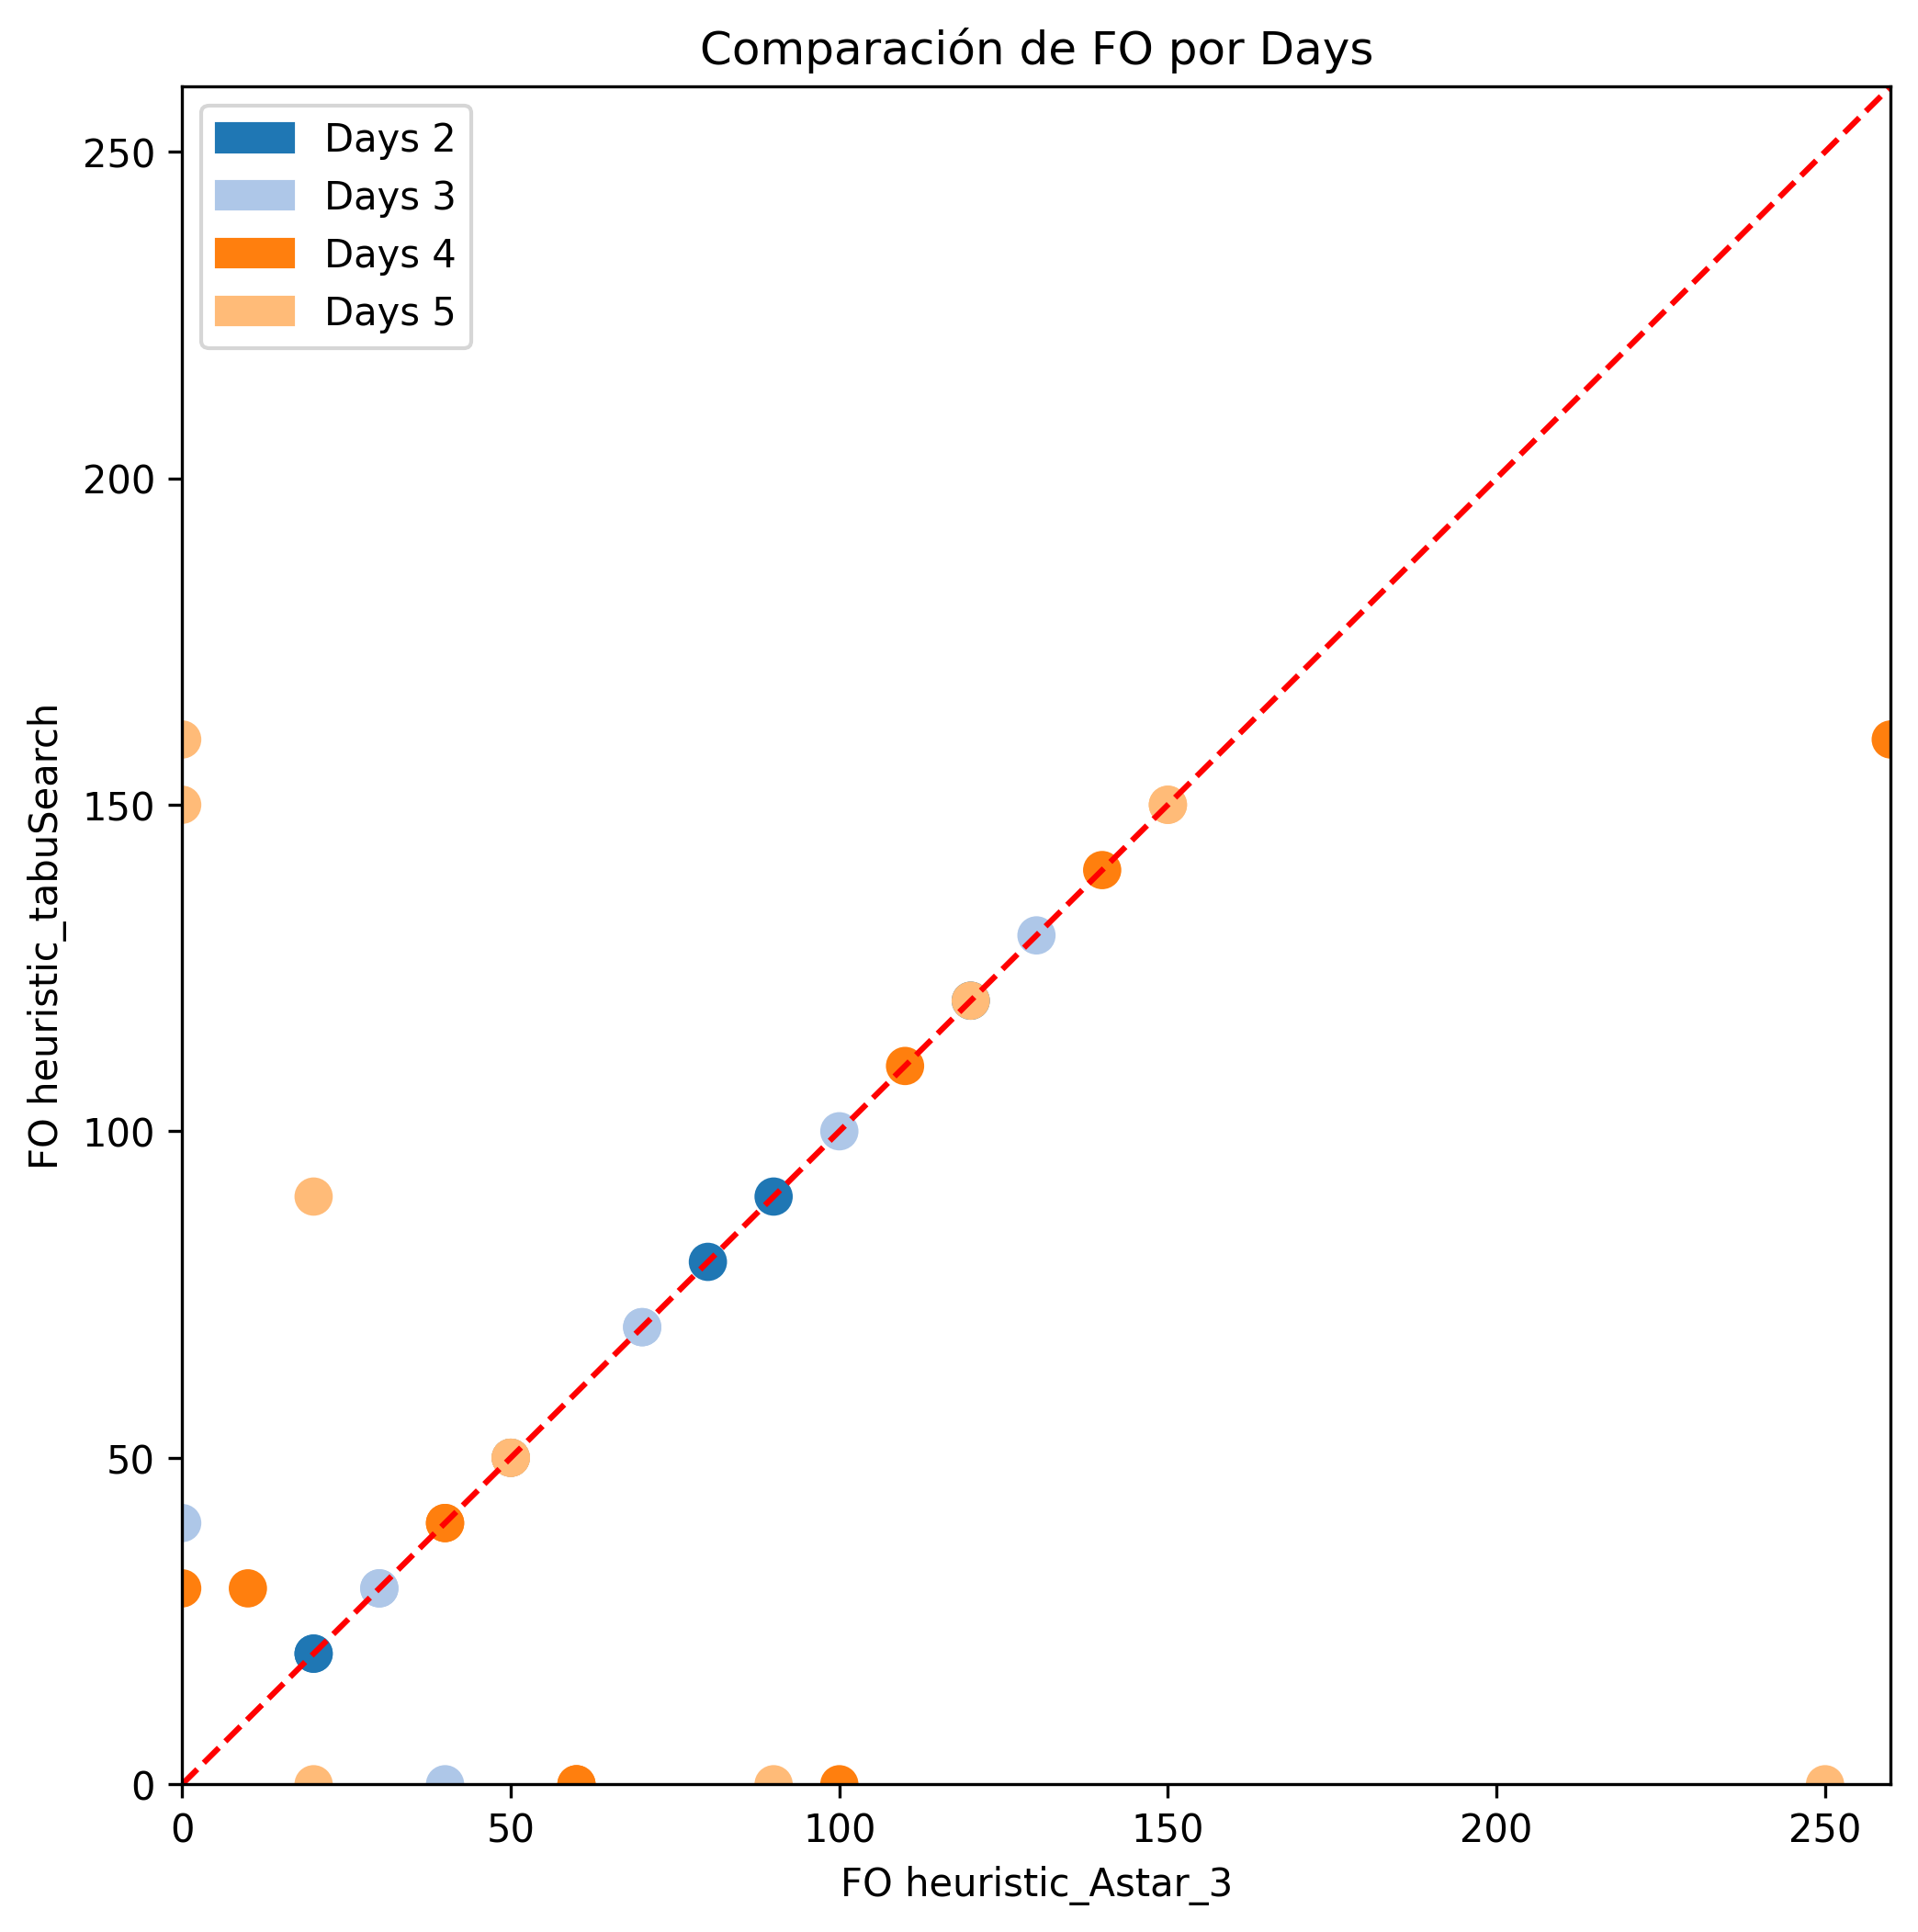 Comparación de FO por Days
Days 2
Days 3
Days 4
Days 5
250
200
150
100
50
0
FO heuristic_tabuSearch
0 50 100 150 200 250
FO heuristic_Astar_3